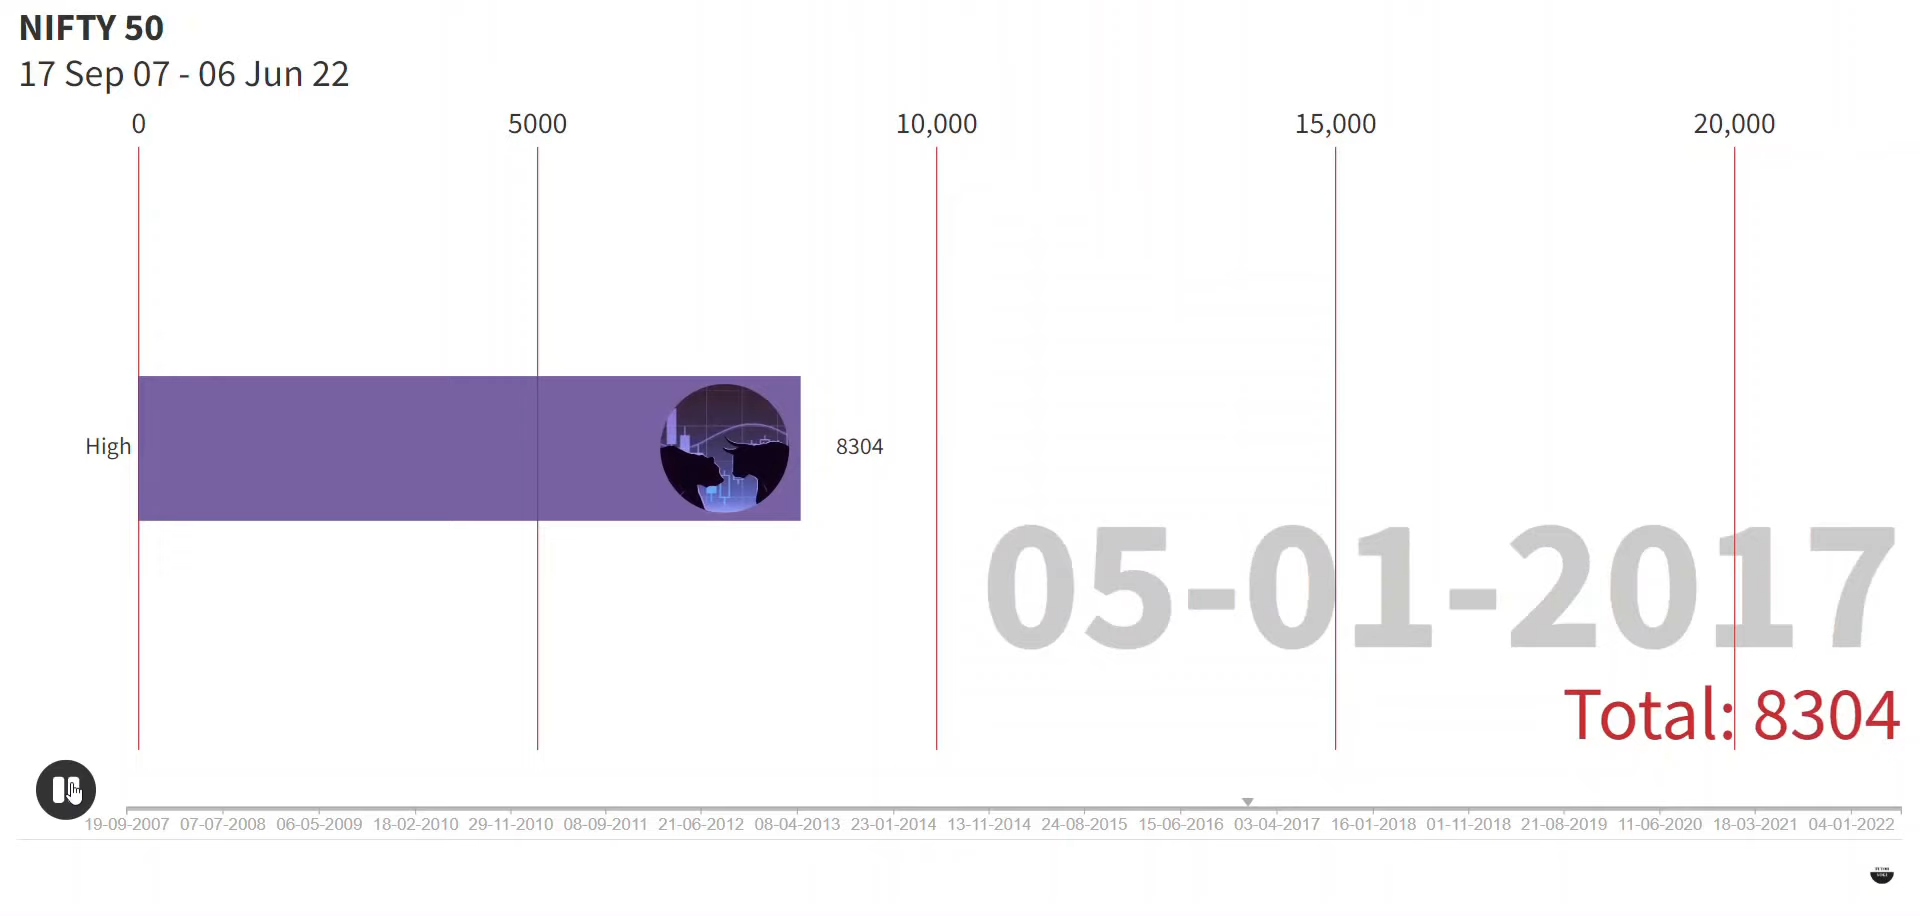 NIFTY 50
17 Sep 07 - 06 Jun 22
0 5000 10,000 15,000 20,000
High 8304
05-01-2017
Total: 8304
19-09-2007 07-07-2008 06-05-2009 18-02-2010 29-11-2010 08-09-2011 21-06-2012 08-04-2013 23-01-2014 13-11-2014 24-08-2015 15-06-2016 03-04-2017 16-01-2018 01-11-2018 21-08-2019 11-06-2020 18-03-2021 04-01-2022